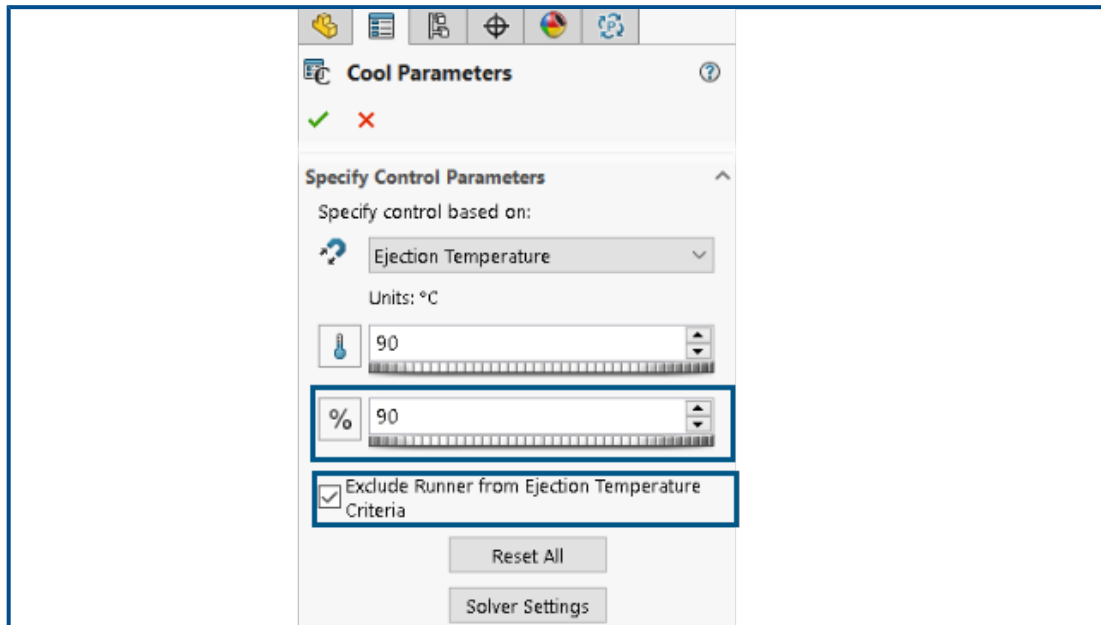 Cool Parameters
Specify Control Parameters
Specify control based on:
Ejection Temperature
Units: °C
90
% 90
Exclude Runner from Ejection Temperature
Criteria
Reset All
Solver Settings